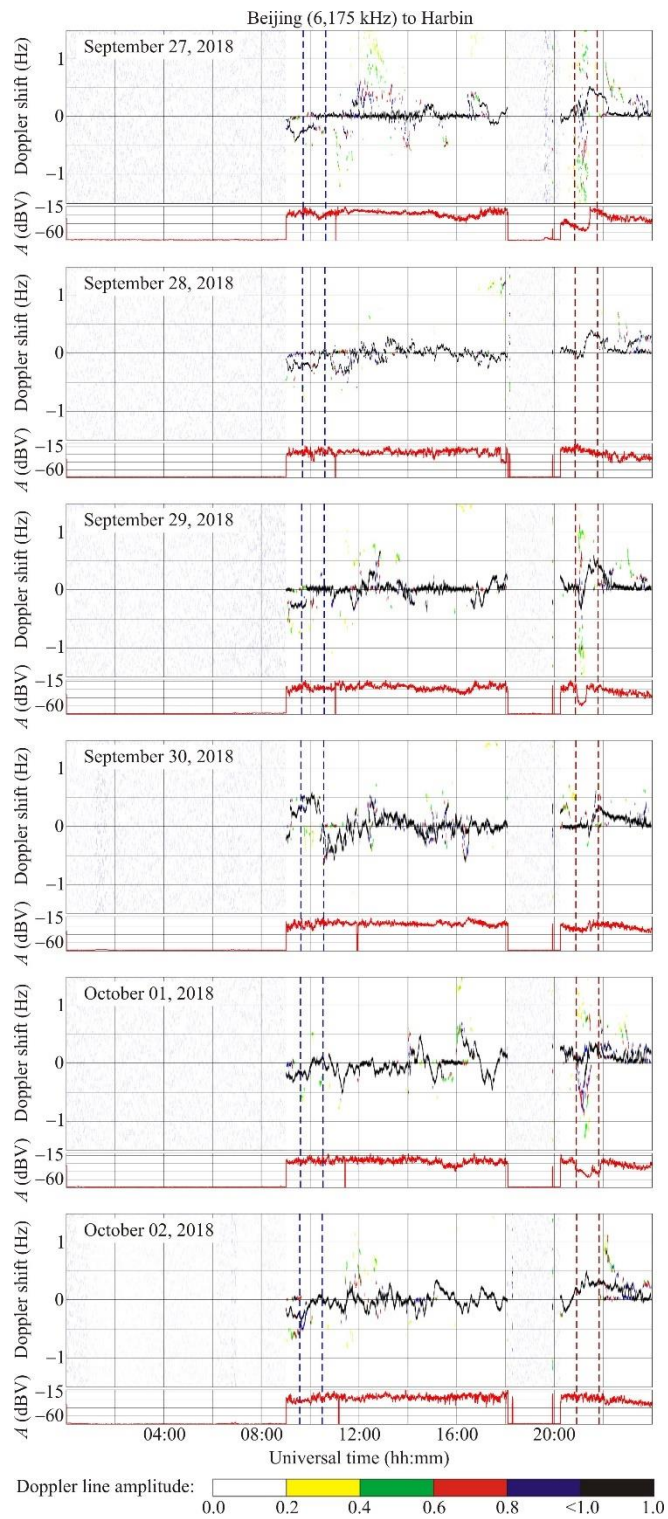 Beijing (6,175 kHz) to Harbin
September 27, 2018
Doppler shift (Hz)
1
0
−1
A (dBV)
−15
−60
September 28, 2018
Doppler shift (Hz)
1
0
−1
A (dBV)
−15
−60
September 29, 2018
Doppler shift (Hz)
1
0
−1
A (dBV)
−15
−60
September 30, 2018
Doppler shift (Hz)
1
0
−1
A (dBV)
−15
−60
October 01, 2018
Doppler shift (Hz)
1
0
−1
A (dBV)
−15
−60
October 02, 2018
Doppler shift (Hz)
1
0
−1
A (dBV)
−15
−60
04:00 08:00 12:00 16:00 20:00
Universal time (hh:mm)
Doppler line amplitude:
0.0 0.2 0.4 0.6 0.8 <1.0 1.0